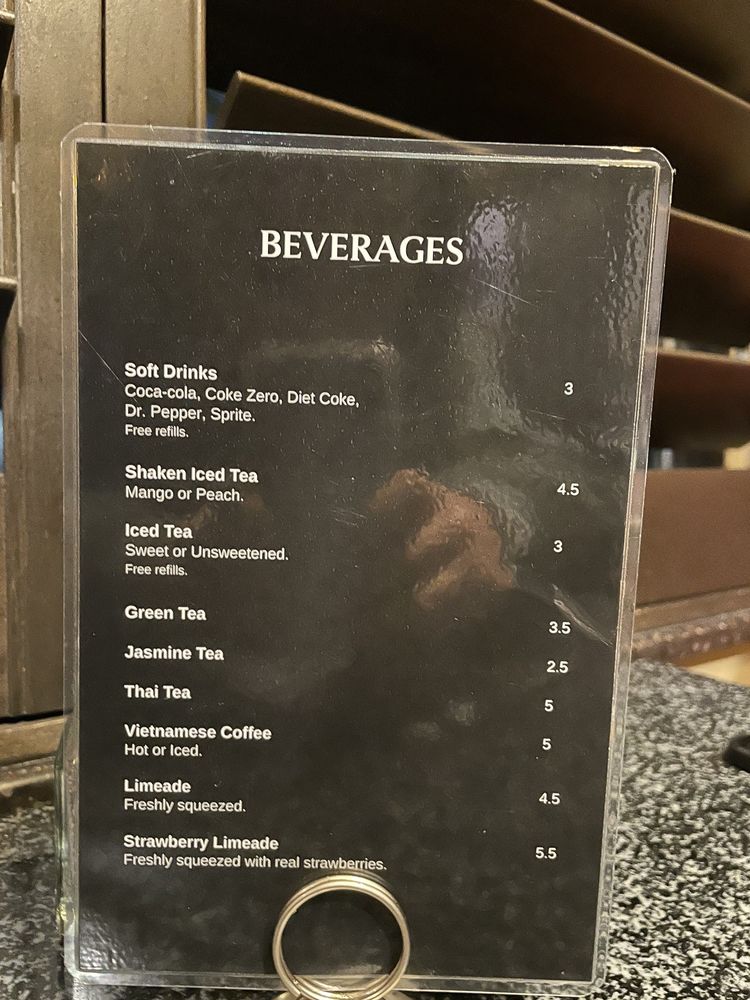 BEVERAGES
Soft Drinks
Coca-cola, Coke Zero, Diet Coke, 3
Dr. Pepper, Sprite.
Free refills.
Shaken Iced Tea
Mango or Peach. 4.5
Iced Tea
Sweet or Unsweetened. 3
Free refills.
Green Tea 3.5
Jasmine Tea 2.5
Thai Tea 5
Vietnamese Coffee 5
Hot or Iced.
Limeade 4.5
Freshly squeezed.
Strawberry Limeade 5.5
Freshly squeezed with real strawberries.